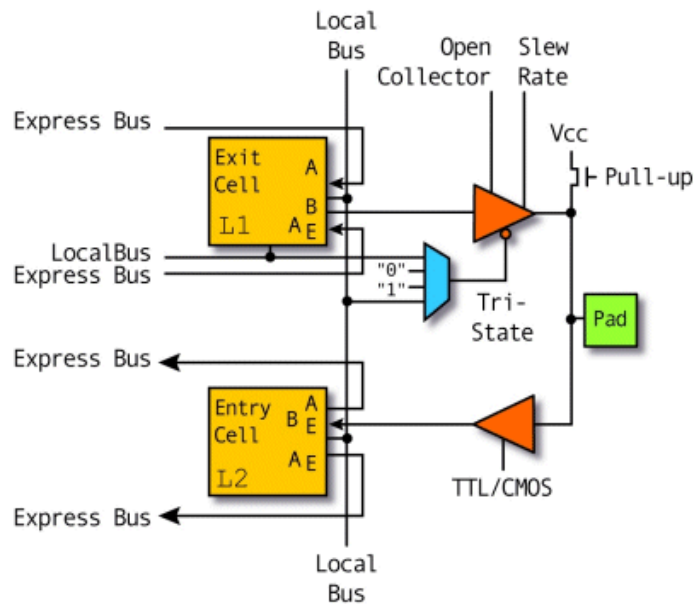 Local
Bus
Open
Collector
Slew
Rate
Express Bus
Vcc
Exit
Cell
A
Pull-up
B
L1
A E
LocalBus
Express Bus
"0"
"1"
Tri-
State
Pad
Express Bus
Entry
Cell
A
B E
A E
L2
TTL/CMOS
Express Bus
Local
Bus